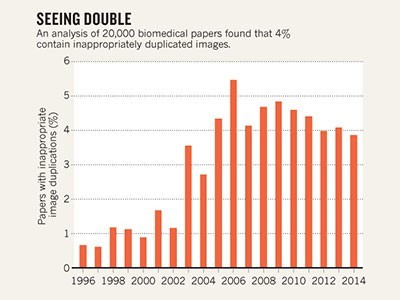 SEEING DOUBLE
An analysis of 20,000 biomedical papers found that 4%
contain inappropriately duplicated images.
Papers with inappropriate
image duplications (%)
6
5
4
3
2
1
0
1996 1998 2000 2002 2004 2006 2008 2010 2012 2014